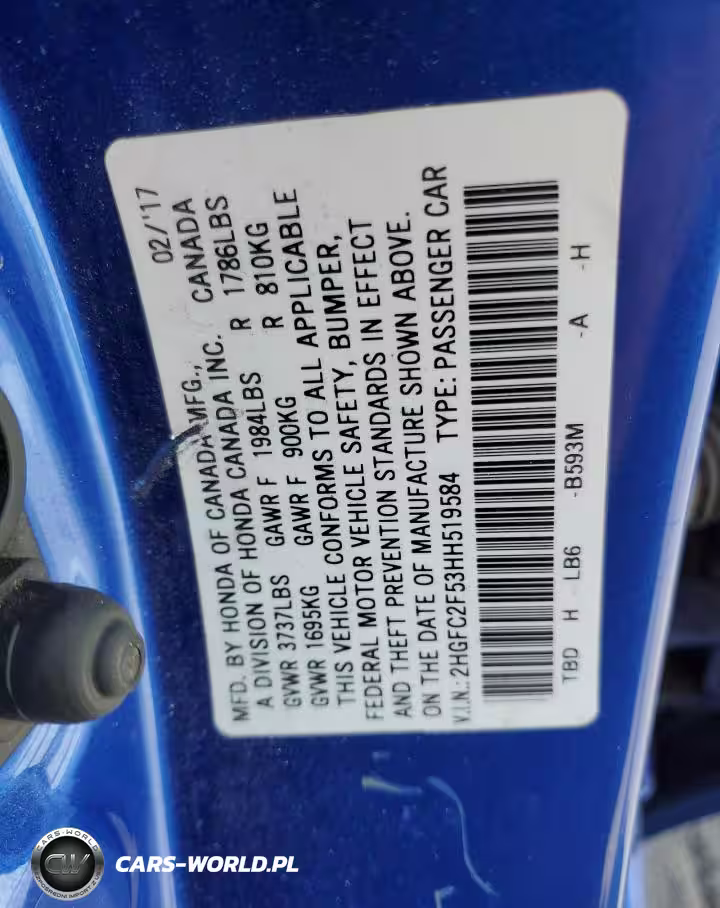 02/'17
MFD. BY HONDA OF CANADA MFG., CANADA
A DIVISION OF HONDA CANADA INC.
GVWR 3737LBS GAWR F 1984LBS R 1786LBS
GVWR 1695KG GAWR F 900KG R 810KG
THIS VEHICLE CONFORMS TO ALL APPLICABLE
FEDERAL MOTOR VEHICLE SAFETY, BUMPER,
AND THEFT PREVENTION STANDARDS IN EFFECT
ON THE DATE OF MANUFACTURE SHOWN ABOVE.
V.I.N.: 2HGFC2F53HH519584 TYPE: PASSENGER CAR
TBD H - LB6 -B593M -A -H
CARS-WORLD
CW
CARS-WORLD.PL